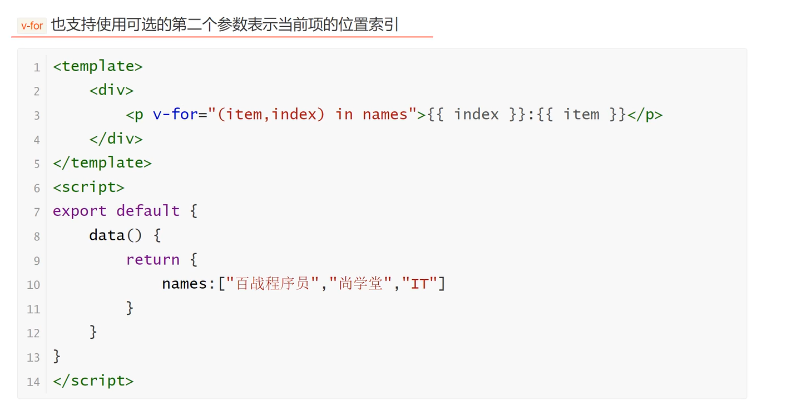 v-for 也支持使用可选的第二个参数表示当前项的位置索引
1 <template>
2     <div>
3         <p v-for="(item,index) in names">{{ index }}:{{ item }}</p>
4     </div>
5 </template>
6 <script>
7 export default {
8     data() {
9         return {
10             names:["百战程序员","尚学堂","IT"]
11         }
12     }
13 }
14 </script>